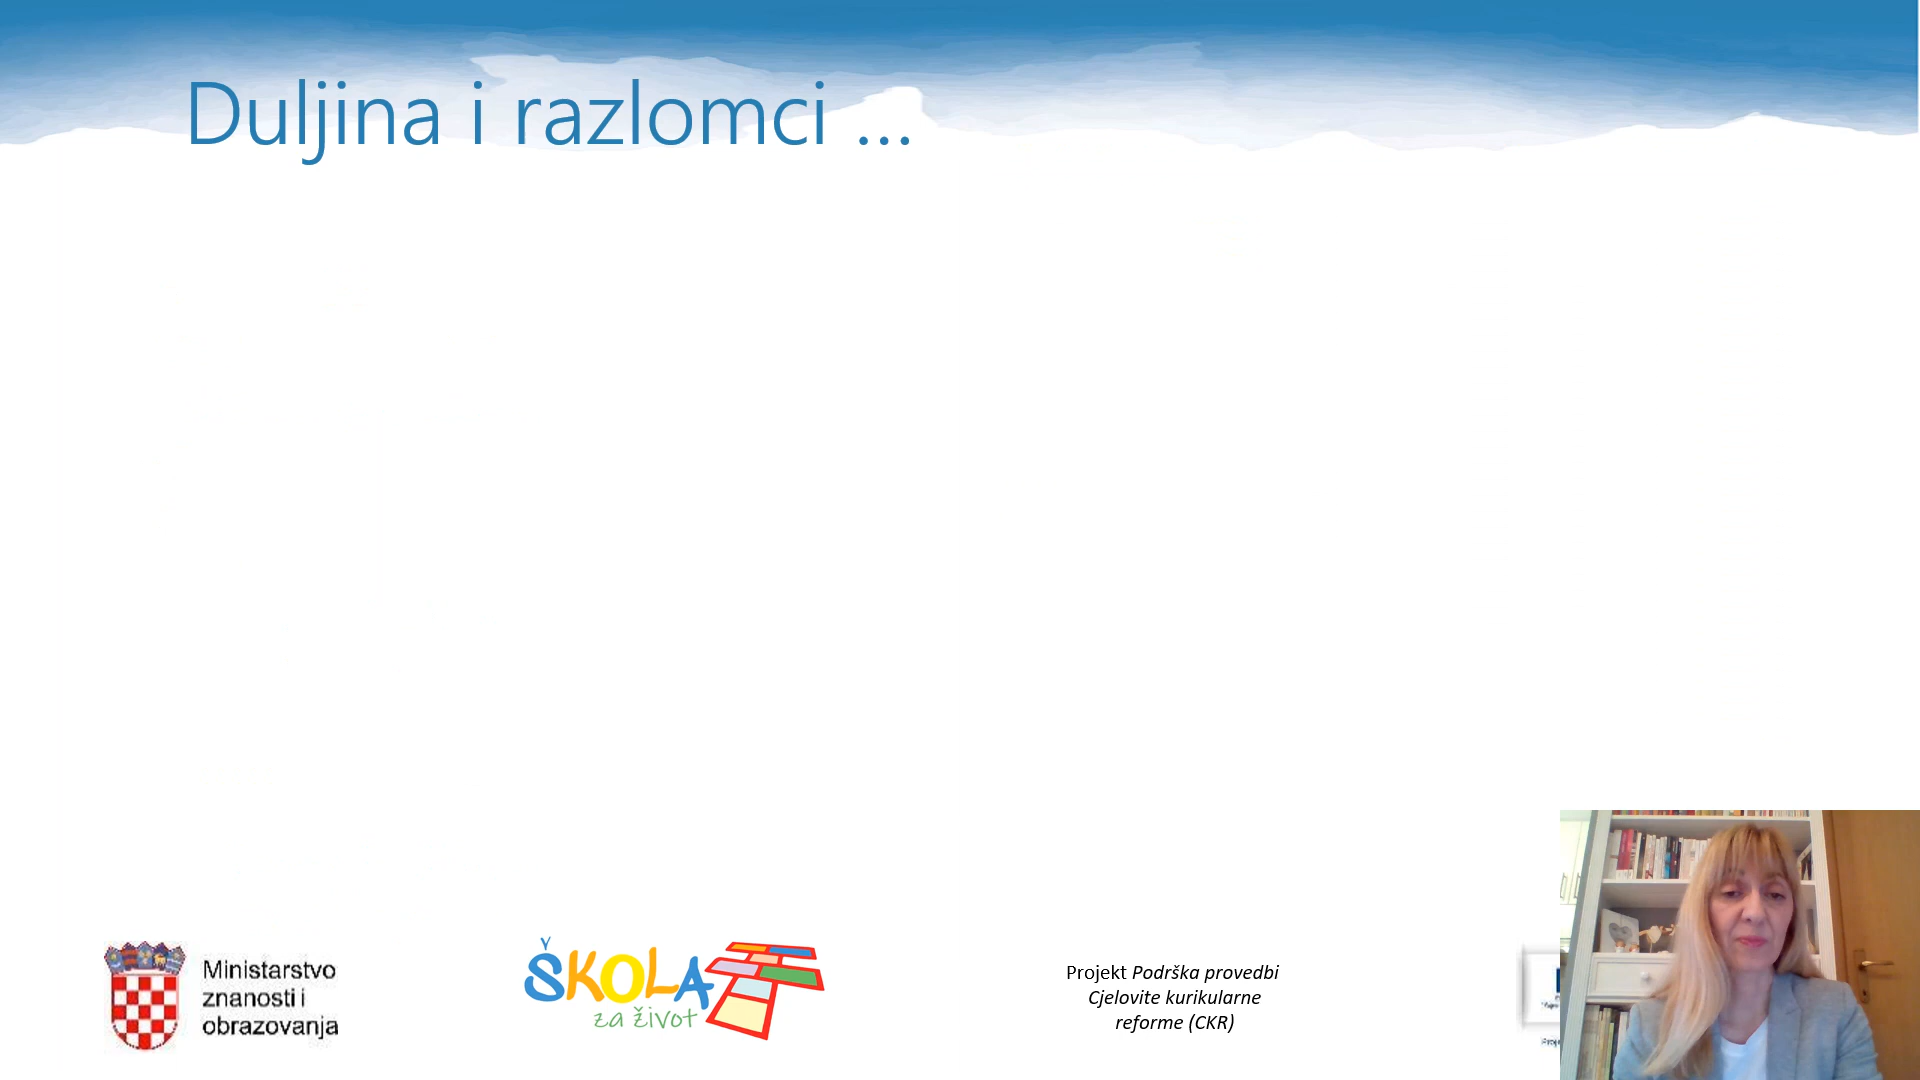 Duljina i razlomci ...
Ministarstvo
znanosti i
obrazovanja
ŠKOLA
za život
Projekt Podrška provedbi
Cjelovite kurikularne
reforme (CKR)